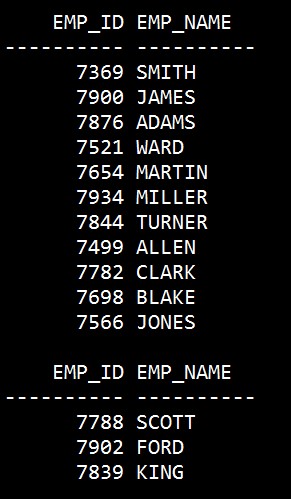 EMP_ID EMP_NAME
---------- ----------
7369 SMITH
7900 JAMES
7876 ADAMS
7521 WARD
7654 MARTIN
7934 MILLER
7844 TURNER
7499 ALLEN
7782 CLARK
7698 BLAKE
7566 JONES
EMP_ID EMP_NAME
---------- ----------
7788 SCOTT
7902 FORD
7839 KING